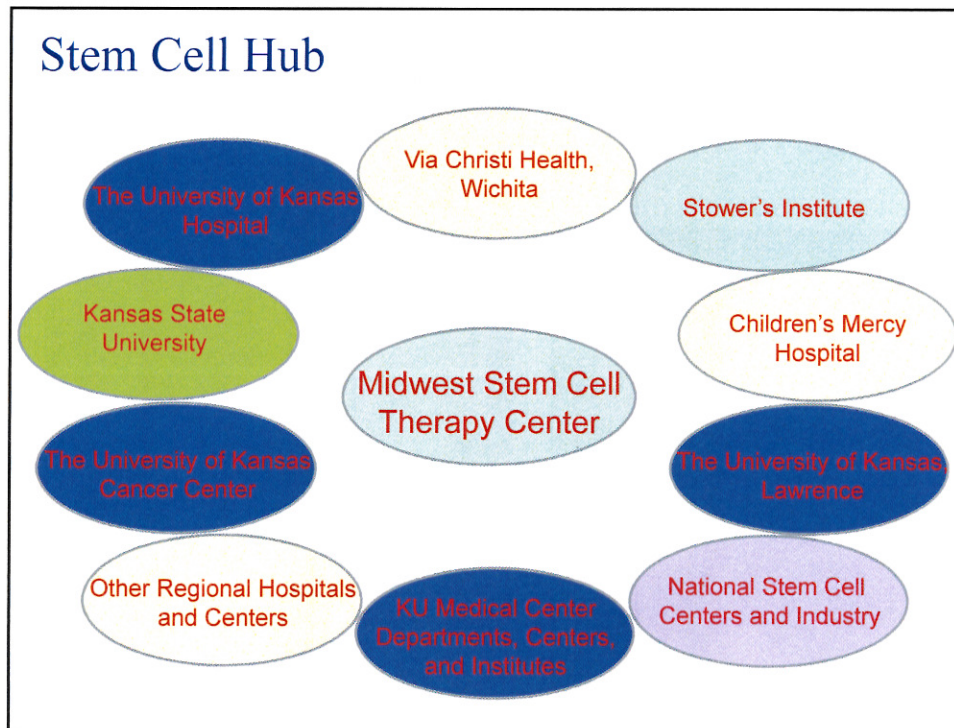 Stem Cell Hub
Via Christi Health,
Wichita
The University of Kansas
Hospital
Stower's Institute
Kansas State
University
Children's Mercy
Hospital
Midwest Stem Cell
Therapy Center
The University of Kansas
Cancer Center
The University of Kansas,
Lawrence
Other Regional Hospitals
and Centers
KU Medical Center
Departments, Centers,
and Institutes
National Stem Cell
Centers and Industry